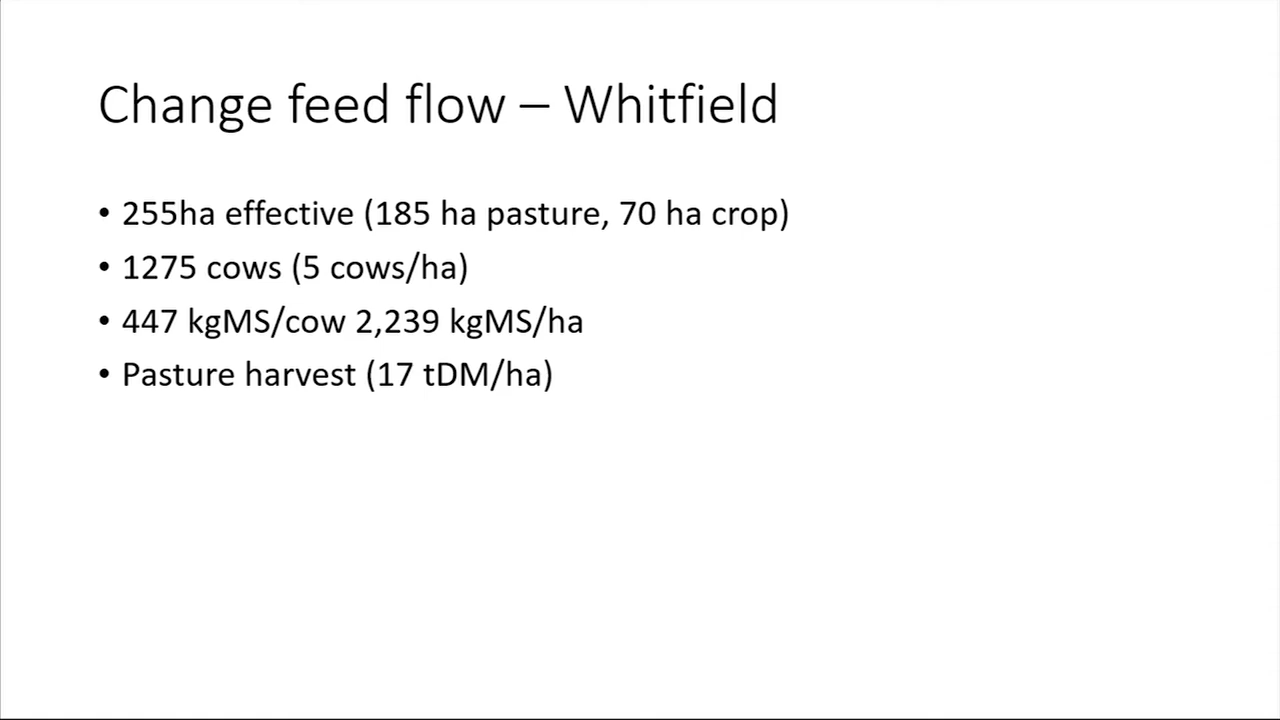 Change feed flow – Whitfield
• 255ha effective (185 ha pasture, 70 ha crop)
• 1275 cows (5 cows/ha)
• 447 kgMS/cow 2,239 kgMS/ha
• Pasture harvest (17 tDM/ha)